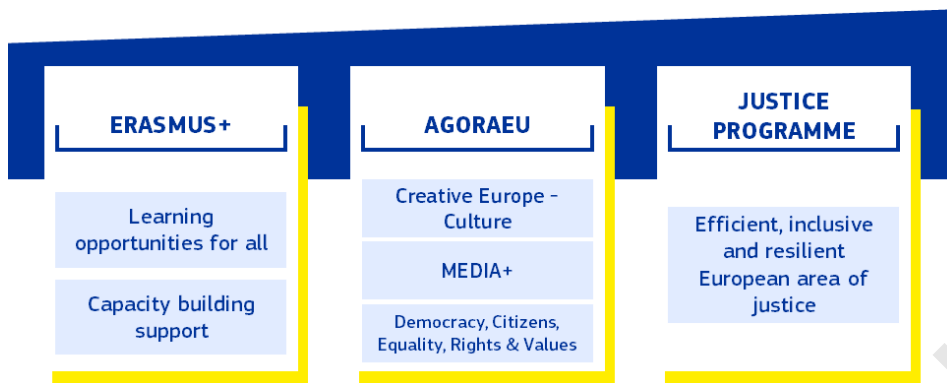 ERASMUS+
Learning
opportunities for all
Capacity building
support
AGORAEU
Creative Europe -
Culture
MEDIA+
Democracy, Citizens,
Equality, Rights & Values
JUSTICE
PROGRAMME
Efficient, inclusive
and resilient
European area of
justice